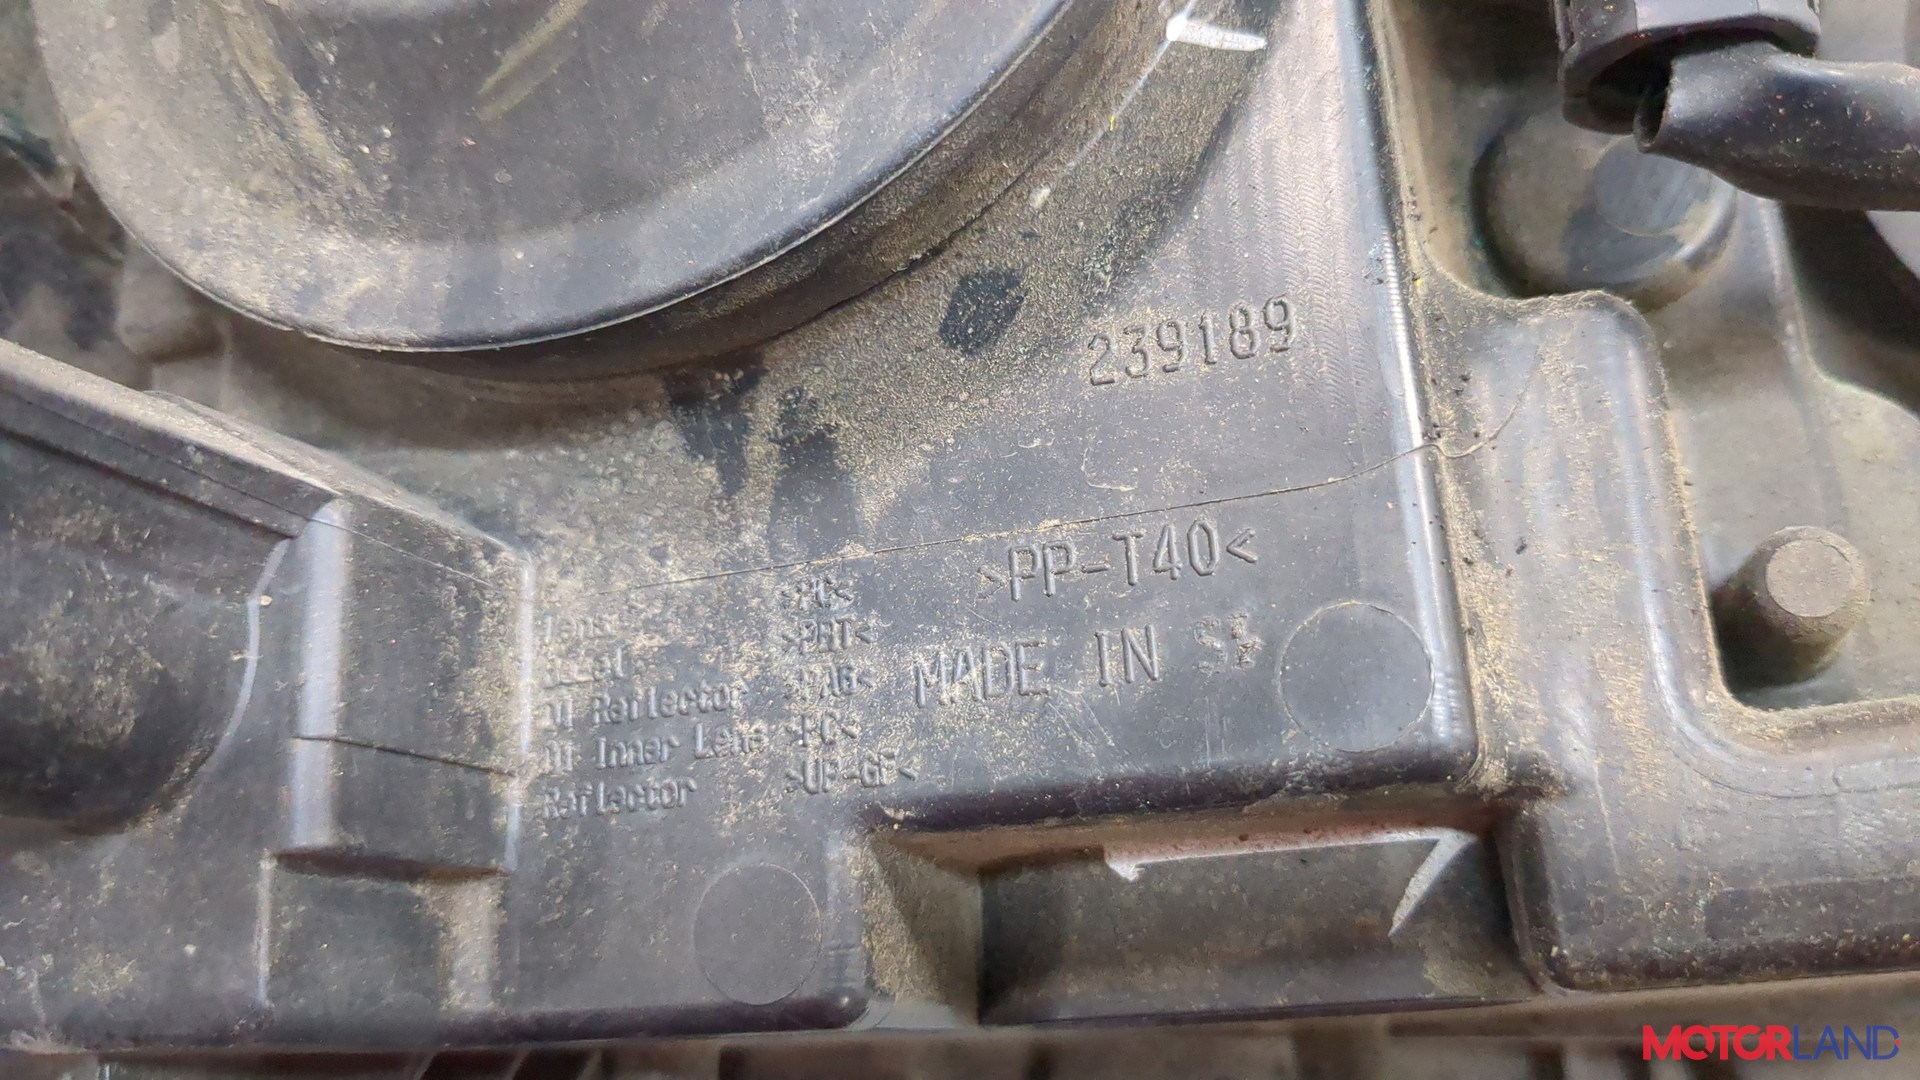 239189
>PP-T40<
MADE IN
Lens >PC<
>PBT<
Reflector
Inner Lens >PC<
Reflector >UP-GF<
MOTORLAND